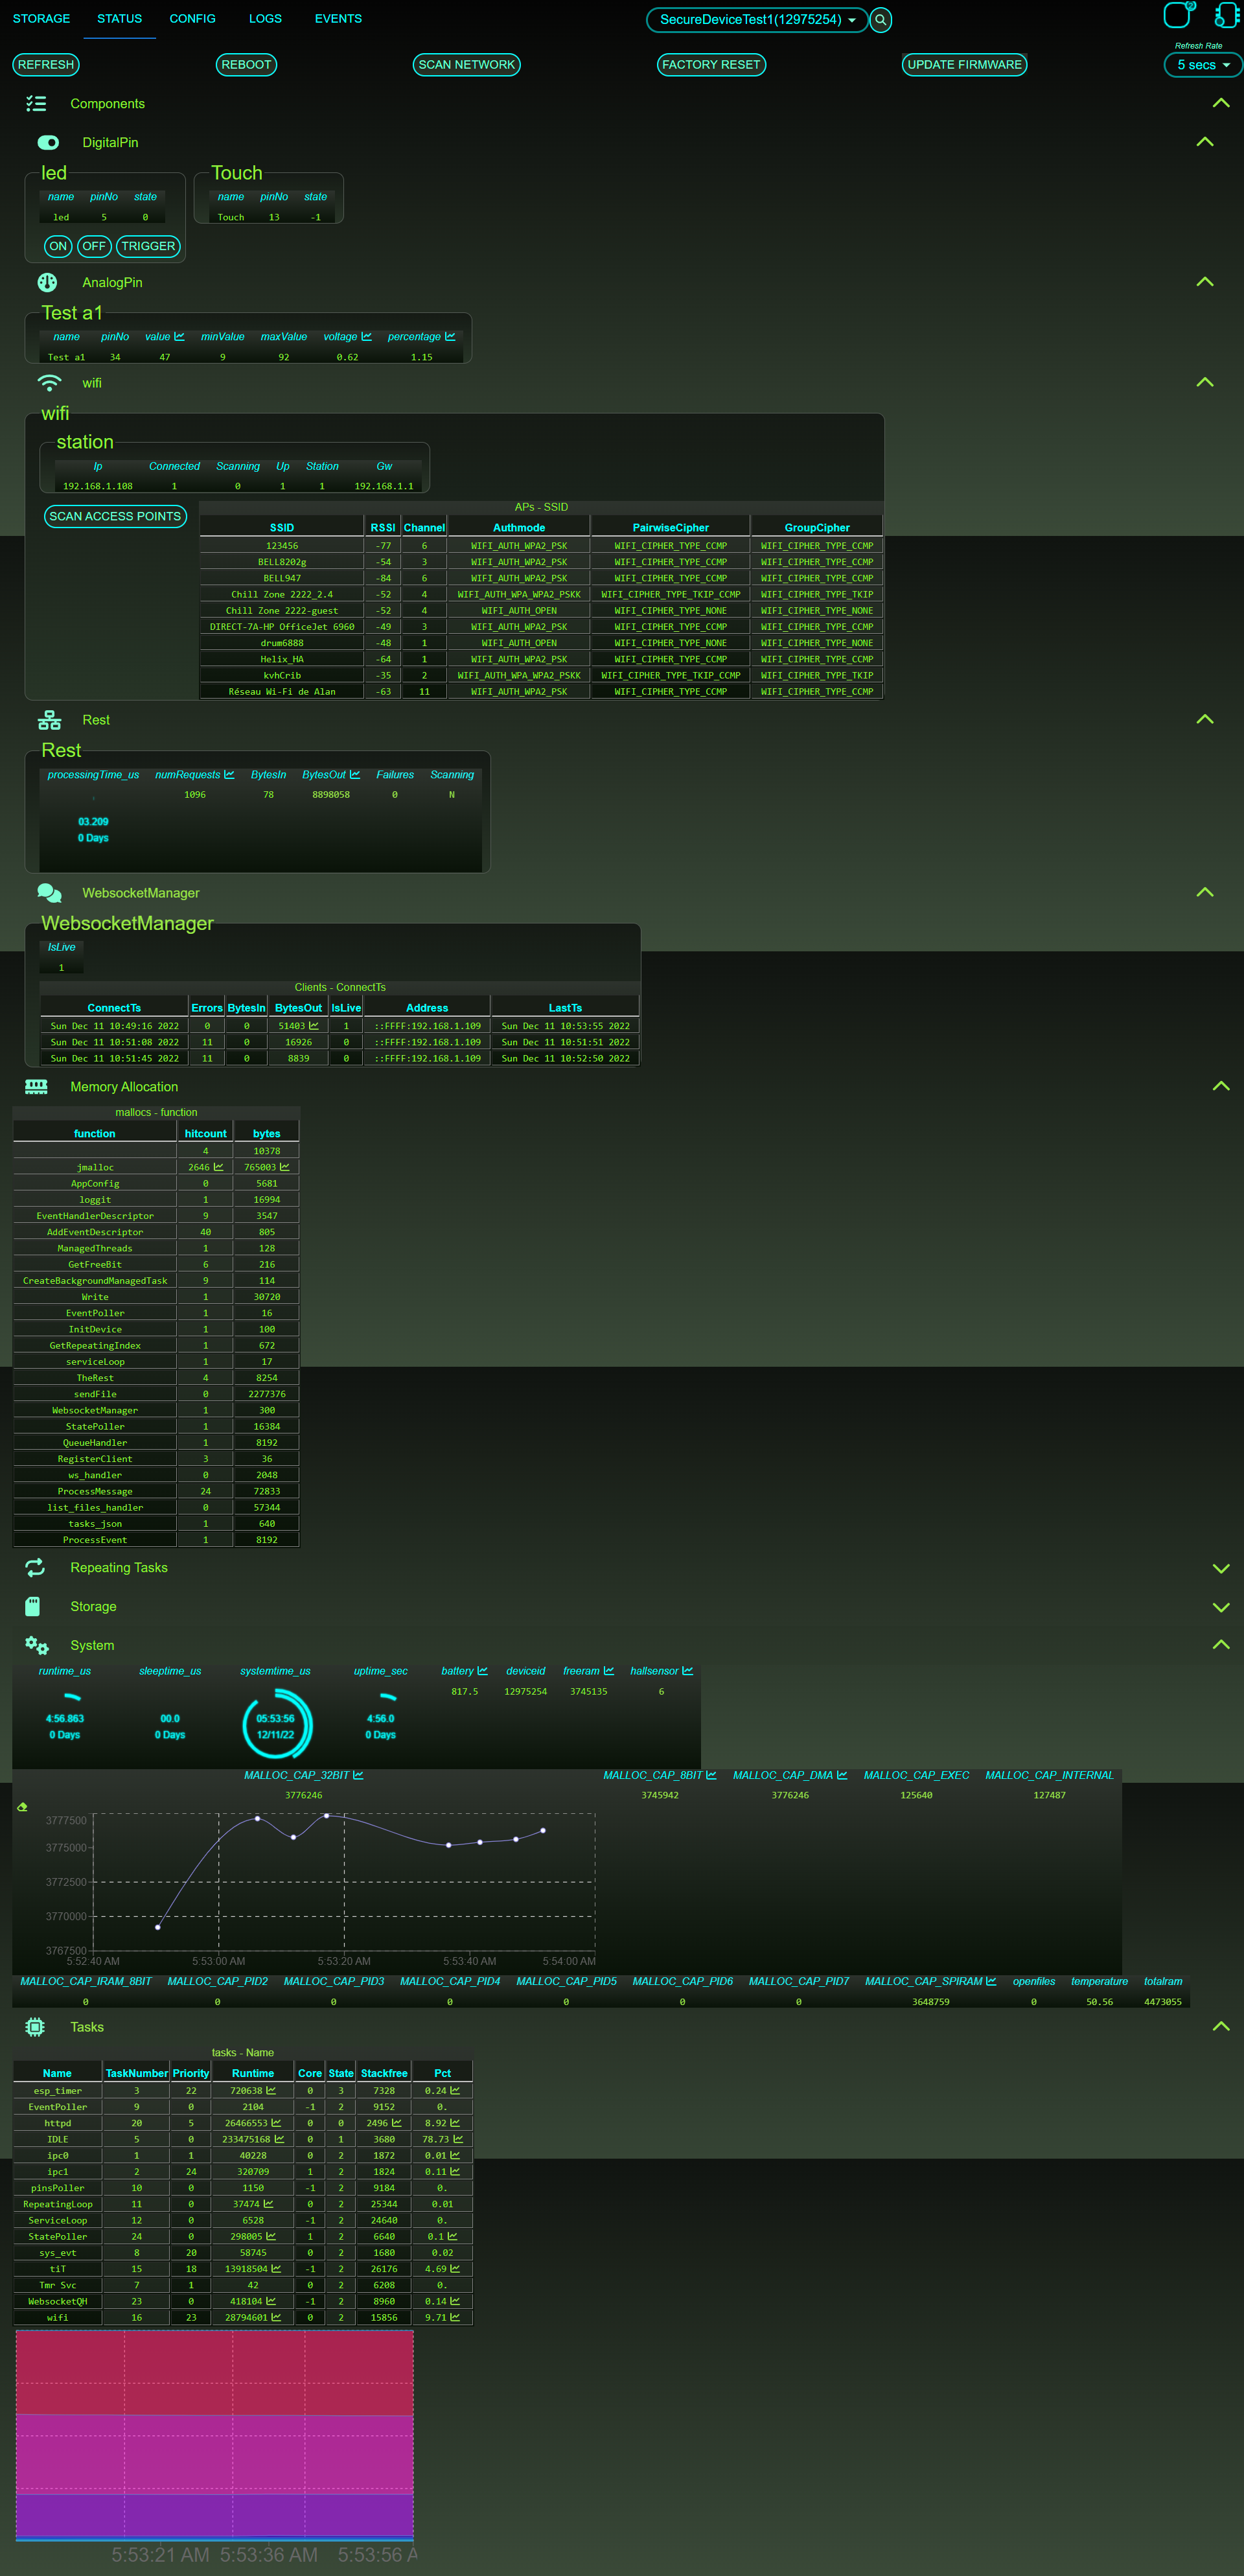 STORAGE STATUS CONFIG LOGS EVENTS SecureDeviceTest1(12975254)
Refresh Rate
REFRESH REBOOT SCAN NETWORK FACTORY RESET UPDATE FIRMWARE 5 secs
Components
DigitalPin
led Touch
name pinNo state name pinNo state
led 5 0 Touch 13 -1
ON OFF TRIGGER
AnalogPin
Test a1
name pinNo value minValue maxValue voltage percentage
Test a1 34 47 9 92 0.62 1.15
wifi
wifi
station
Ip Connected Scanning Up Station Gw
192.168.1.108 1 0 1 1 192.168.1.1
SCAN ACCESS POINTS
APs - SSID
SSID RSSI Channel Authmode PairwiseCipher GroupCipher
123456 -77 6 WIFI_AUTH_WPA2_PSK WIFI_CIPHER_TYPE_CCMP WIFI_CIPHER_TYPE_CCMP
BELL8202g -54 3 WIFI_AUTH_WPA2_PSK WIFI_CIPHER_TYPE_CCMP WIFI_CIPHER_TYPE_CCMP
BELL947 -84 6 WIFI_AUTH_WPA2_PSK WIFI_CIPHER_TYPE_CCMP WIFI_CIPHER_TYPE_CCMP
Chill Zone 2222_2.4 -52 4 WIFI_AUTH_WPA_WPA2_PSKK WIFI_CIPHER_TYPE_TKIP_CCMP WIFI_CIPHER_TYPE_TKIP
Chill Zone 2222-guest -52 4 WIFI_AUTH_OPEN WIFI_CIPHER_TYPE_NONE WIFI_CIPHER_TYPE_NONE
DIRECT-7A-HP OfficeJet 6960 -49 3 WIFI_AUTH_WPA2_PSK WIFI_CIPHER_TYPE_CCMP WIFI_CIPHER_TYPE_CCMP
drum6888 -48 1 WIFI_AUTH_OPEN WIFI_CIPHER_TYPE_NONE WIFI_CIPHER_TYPE_NONE
Helix_HA -64 1 WIFI_AUTH_WPA2_PSK WIFI_CIPHER_TYPE_CCMP WIFI_CIPHER_TYPE_CCMP
kvhCrib -35 2 WIFI_AUTH_WPA_WPA2_PSKK WIFI_CIPHER_TYPE_TKIP_CCMP WIFI_CIPHER_TYPE_TKIP
Réseau Wi-Fi de Alan -63 11 WIFI_AUTH_WPA2_PSK WIFI_CIPHER_TYPE_CCMP WIFI_CIPHER_TYPE_CCMP
Rest
Rest
processingTime_us numRequests BytesIn BytesOut Failures Scanning
1096 78 8898058 0 N
03.209
0 Days
WebsocketManager
WebsocketManager
IsLive
1
Clients - ConnectTs
ConnectTs Errors BytesIn BytesOut IsLive Address LastTs
Sun Dec 11 10:49:16 2022 0 0 51403 1 ::FFFF:192.168.1.109 Sun Dec 11 10:53:55 2022
Sun Dec 11 10:51:08 2022 11 0 16926 0 ::FFFF:192.168.1.109 Sun Dec 11 10:51:51 2022
Sun Dec 11 10:51:45 2022 11 0 8839 0 ::FFFF:192.168.1.109 Sun Dec 11 10:52:50 2022
Memory Allocation
mallocs - function
function hitcount bytes
4 10378
jmalloc 2646 765003
AppConfig 0 5681
loggit 1 16994
EventHandlerDescriptor 9 3547
AddEventDescriptor 40 805
ManagedThreads 1 128
GetFreeBit 6 216
CreateBackgroundManagedTask 9 114
Write 1 30720
EventPoller 1 16
InitDevice 1 100
GetRepeatingIndex 1 672
serviceLoop 1 17
TheRest 4 8254
sendFile 0 2277376
WebsocketManager 1 300
StatePoller 1 16384
QueueHandler 1 8192
RegisterClient 3 36
ws_handler 0 2048
ProcessMessage 24 72833
list_files_handler 0 57344
tasks_json 1 640
ProcessEvent 1 8192
Repeating Tasks
Storage
System
runtime_us sleeptime_us systemtime_us uptime_sec battery deviceid freeram hallsensor
817.5 12975254 3745135 6
4:56.863 00.0 05:53:56 4:56.0
0 Days 0 Days 12/11/22 0 Days
MALLOC_CAP_32BIT MALLOC_CAP_8BIT MALLOC_CAP_DMA MALLOC_CAP_EXEC MALLOC_CAP_INTERNAL
3776246 3745942 3776246 125640 127487
3777500
3775000
3772500
3770000
3767500
5:52:40 AM 5:53:00 AM 5:53:20 AM 5:53:40 AM 5:54:00 AM
MALLOC_CAP_IRAM_8BIT MALLOC_CAP_PID2 MALLOC_CAP_PID3 MALLOC_CAP_PID4 MALLOC_CAP_PID5 MALLOC_CAP_PID6 MALLOC_CAP_PID7 MALLOC_CAP_SPIRAM openfiles temperature totalram
0 0 0 0 0 0 0 3648759 0 50.56 4473055
Tasks
tasks - Name
Name TaskNumber Priority Runtime Core State Stackfree Pct
esp_timer 3 22 720638 0 3 7328 0.24
EventPoller 9 0 2104 -1 2 9152 0.
httpd 20 5 26466553 0 0 2496 8.92
IDLE 5 0 233475168 0 1 3680 78.73
ipc0 1 1 40228 0 2 1872 0.01
ipc1 2 24 320709 1 2 1824 0.11
pinsPoller 10 0 1150 -1 2 9184 0.
RepeatingLoop 11 0 37474 0 2 25344 0.01
ServiceLoop 12 0 6528 -1 2 24640 0.
StatePoller 24 0 298005 1 2 6640 0.1
sys_evt 8 20 58745 0 2 1680 0.02
tiT 15 18 13918504 -1 2 26176 4.69
Tmr Svc 7 1 42 0 2 6208 0.
WebsocketQH 23 0 418104 -1 2 8960 0.14
wifi 16 23 28794601 0 2 15856 9.71
5:53:21 AM 5:53:36 AM 5:53:56 A